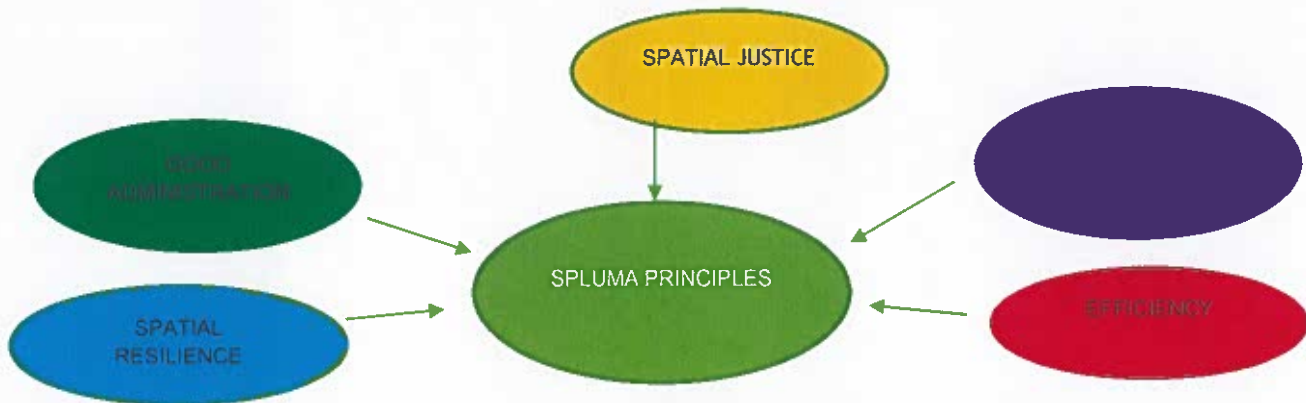 SPATIAL JUSTICE
GOOD
ADMINISTRATION
SPLUMA PRINCIPLES
SPATIAL
RESILIENCE
EFFICIENCY